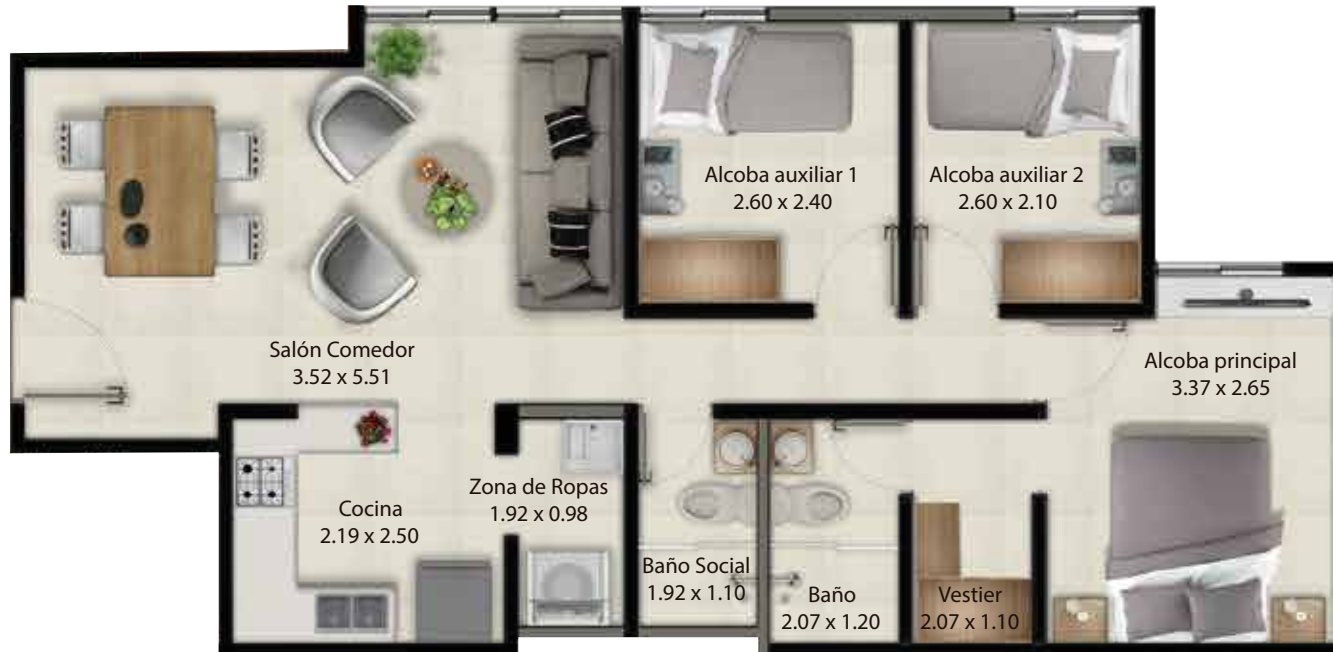 Alcoba auxiliar 1
2.60 x 2.40
Alcoba auxiliar 2
2.60 x 2.10
Salón Comedor
3.52 x 5.51
Alcoba principal
3.37 x 2.65
Cocina
2.19 x 2.50
Zona de Ropas
1.92 x 0.98
Baño Social
1.92 x 1.10
Baño
2.07 x 1.20
Vestier
2.07 x 1.10